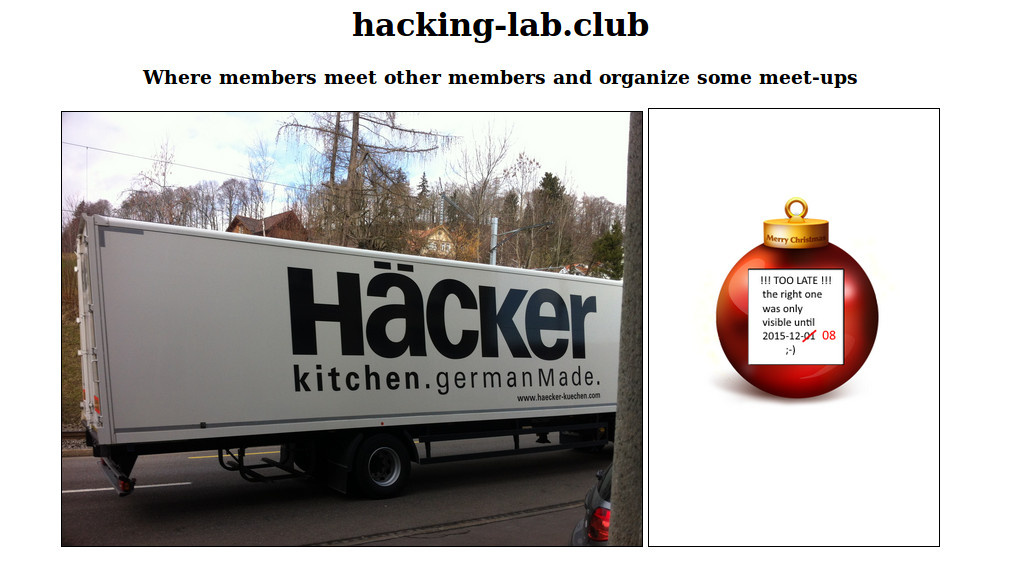 hacking-lab.club
Where members meet other members and organize some meet-ups
HäCKer
kitchen.germanMade.
www.haecker-kuechen.com
Merry Christmas
!!! TOO LATE !!!
the right one
was only
visible until
2015-12-01 08
;-)